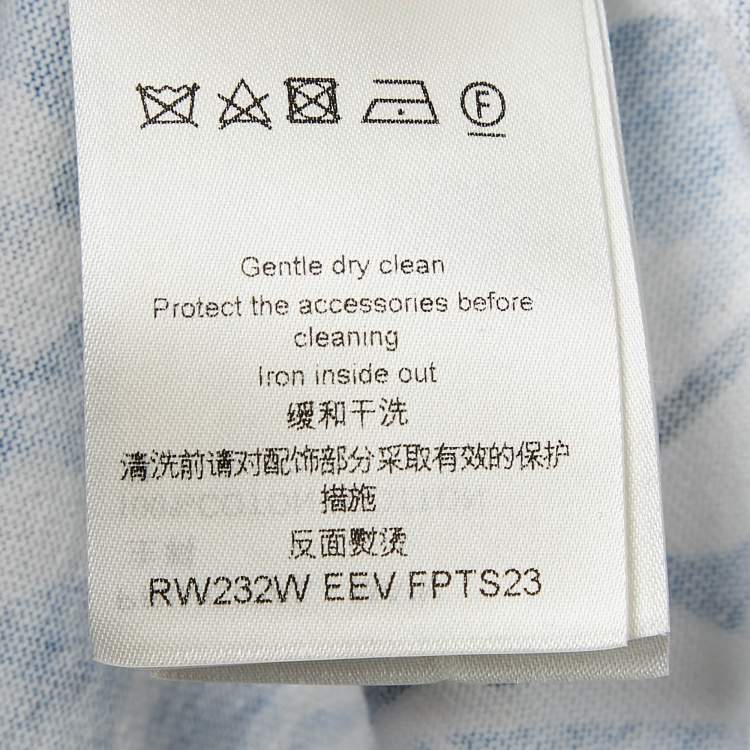 F
Gentle dry clean
Protect the accessories before
cleaning
Iron inside out
缓和干洗
清洗前请对配饰部分采取有效的保护
措施
反面熨烫
RW232W EEV FPTS23